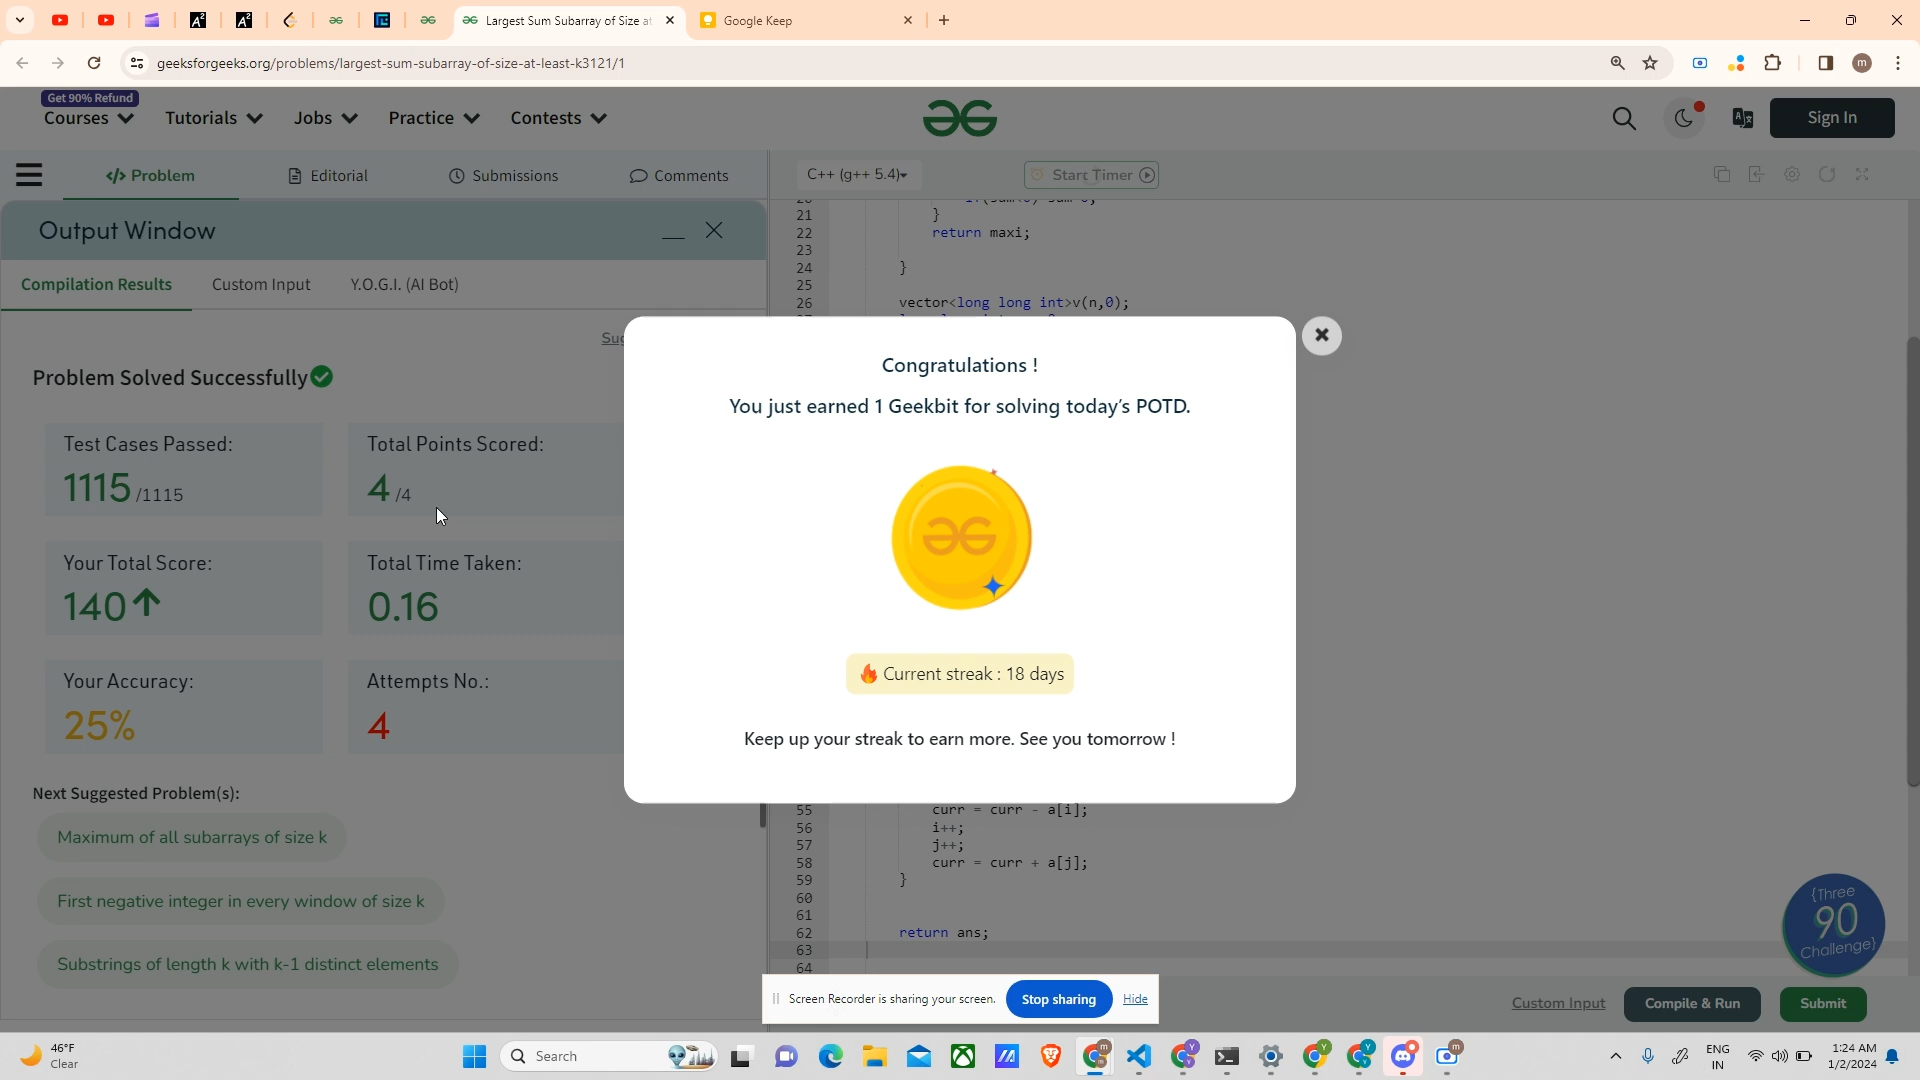 Largest Sum Subarray of Size at
Google Keep
geeksforgeeks.org/problems/largest-sum-subarray-of-size-at-least-k3121/1
m
Get 90% Refund
Courses
Tutorials
Jobs
Practice
Contests
Sign In
</> Problem
Editorial
Submissions
Comments
C++ (g++ 5.4)
Start Timer
Output Window
Compilation Results
Custom Input
Y.O.G.I. (AI Bot)
Problem Solved Successfully
Test Cases Passed:
1115 /1115
Total Points Scored:
4 /4
Your Total Score:
140
Total Time Taken:
0.16
Your Accuracy:
25%
Attempts No.:
4
Next Suggested Problem(s):
Maximum of all subarrays of size k
First negative integer in every window of size k
Substrings of length k with k-1 distinct elements
21 }
22 return maxi;
23
24 }
25
26 vector<long long int>v(n,0);
Congratulations !
You just earned 1 Geekbit for solving today's POTD.
Current streak : 18 days
Keep up your streak to earn more. See you tomorrow !
55 curr = curr - a[i];
56 i++;
57 j++;
58 curr = curr + a[j];
59 }
60
61
62 return ans;
63
64
{Three
90
Challenge}
Screen Recorder is sharing your screen.
Stop sharing
Hide
Custom Input
Compile & Run
Submit
46°F
Clear
Search
ENG
IN
1:24 AM
1/2/2024